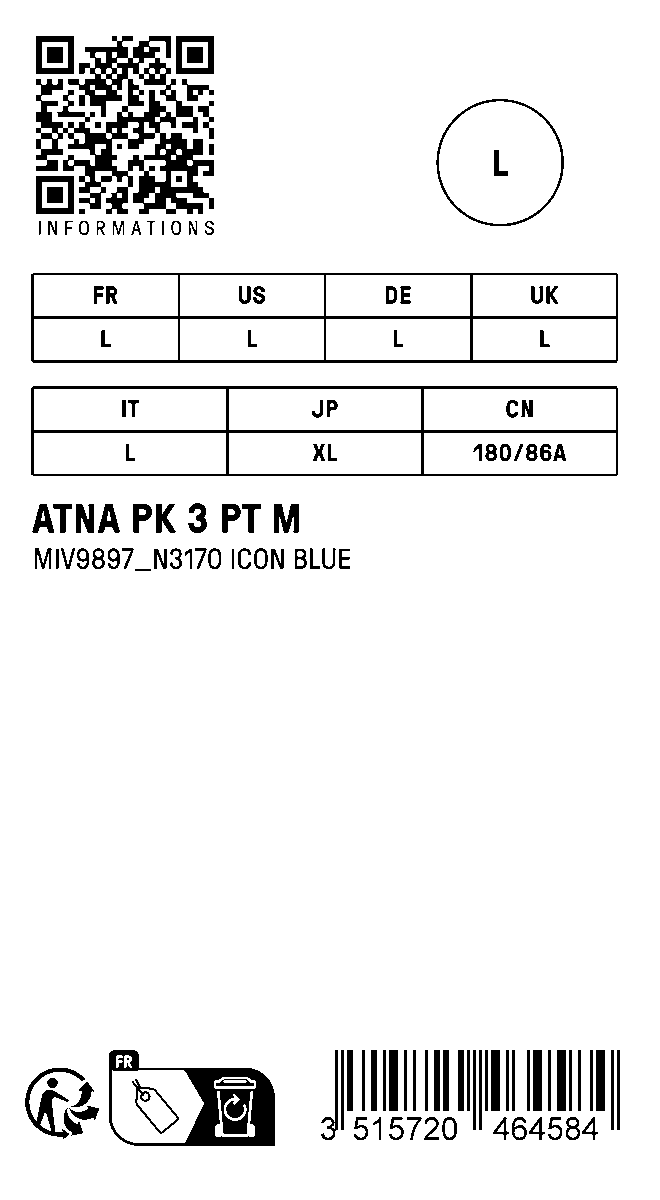 INFORMATIONS
L
FR US DE UK
L L L L
IT JP CN
L XL 180/86A
ATNA PK 3 PT M
MIV9897_N3170 ICON BLUE
FR
3 515720 464584